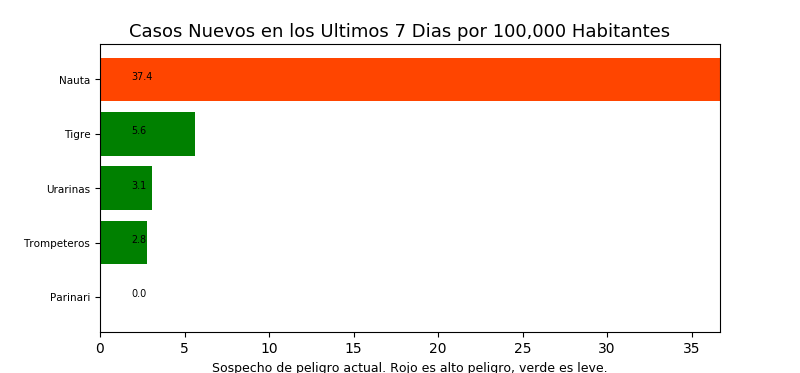 Casos Nuevos en los Ultimos 7 Dias por 100,000 Habitantes
Nauta 37.4
Tigre 5.6
Urarinas 3.1
Trompeteros 2.8
Parinari 0.0
0 5 10 15 20 25 30 35
Sospecho de peligro actual. Rojo es alto peligro, verde es leve.